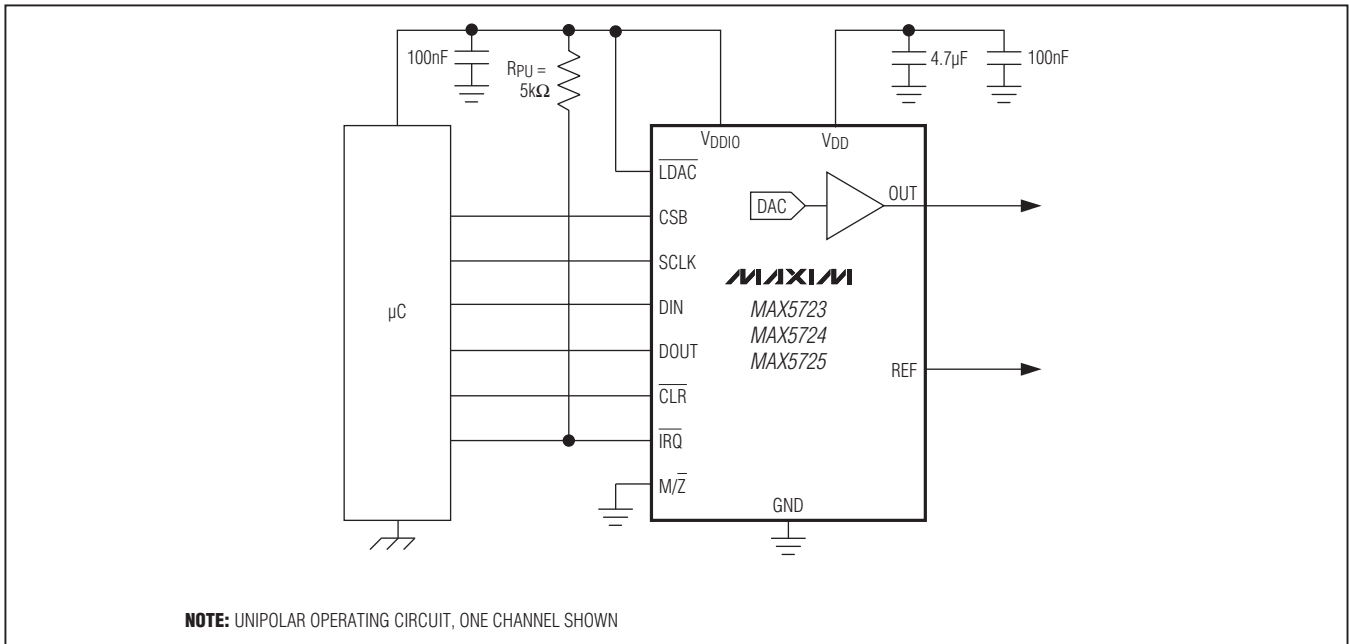 100nF
RPU =
5kΩ
4.7µF
100nF
VDDIO
VDD
LDAC
CSB
SCLK
DIN
DOUT
CLR
IRQ
M/Z
µC
DAC
OUT
MAXIM
MAX5723
MAX5724
MAX5725
REF
GND
NOTE: UNIPOLAR OPERATING CIRCUIT, ONE CHANNEL SHOWN